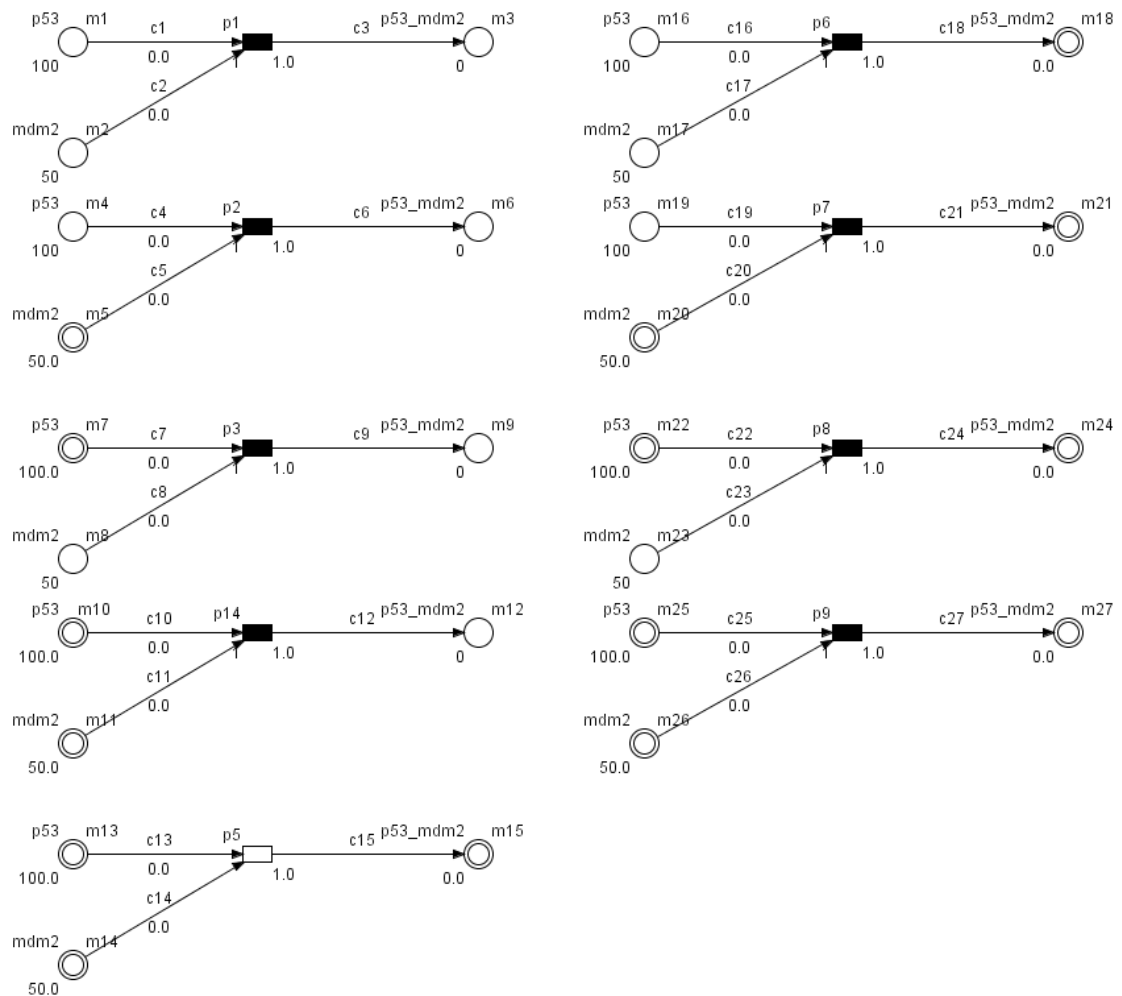 p53 m1 c1 p1 c3 p53_mdm2 m3
100 0.0 | 1.0 0
c2
0.0
mdm2 m2
50
p53 m4 c4 p2 c6 p53_mdm2 m6
100 0.0 | 1.0 0
c5
0.0
mdm2 m5
50.0
p53 m7 c7 p3 c9 p53_mdm2 m9
100.0 0.0 | 1.0 0
c8
0.0
mdm2 m8
50
p53 m10 c10 p14 c12 p53_mdm2 m12
100.0 0.0 | 1.0 0
c11
0.0
mdm2 m11
50.0
p53 m13 c13 p5 c15 p53_mdm2 m15
100.0 0.0 1.0 0.0
c14
0.0
mdm2 m14
50.0
p53 m16 c16 p6 c18 p53_mdm2 m18
100 0.0 | 1.0 0.0
c17
0.0
mdm2 m17
50
p53 m19 c19 p7 c21 p53_mdm2 m21
100 0.0 | 1.0 0.0
c20
0.0
mdm2 m20
50.0
p53 m22 c22 p8 c24 p53_mdm2 m24
100.0 0.0 | 1.0 0.0
c23
0.0
mdm2 m23
50
p53 m25 c25 p9 c27 p53_mdm2 m27
100.0 0.0 | 1.0 0.0
c26
0.0
mdm2 m26
50.0